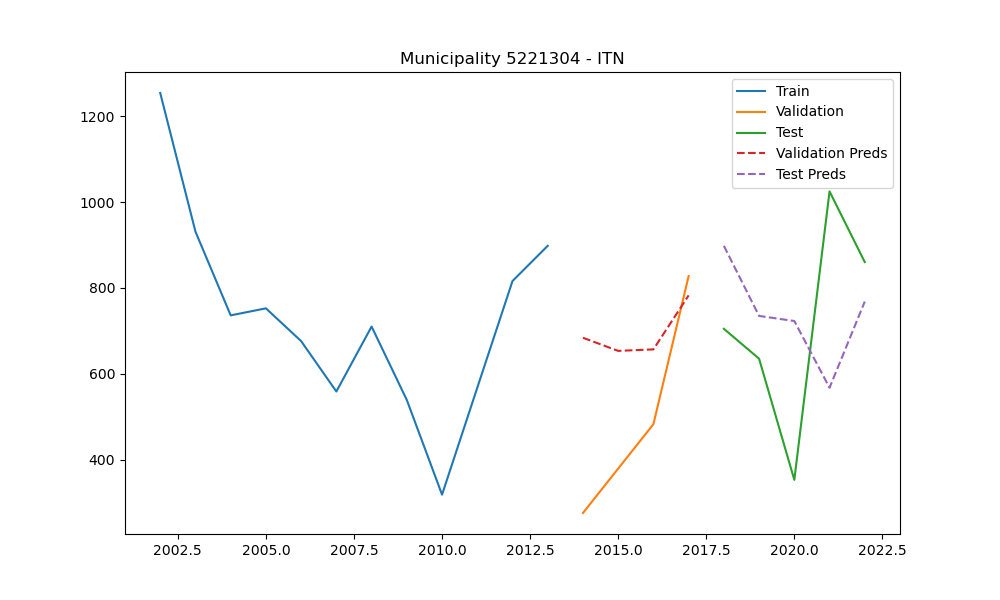 Municipality 5221304 - ITN
Train
Validation
Test
Validation Preds
Test Preds
1200
1000
800
600
400
2002.5 2005.0 2007.5 2010.0 2012.5 2015.0 2017.5 2020.0 2022.5